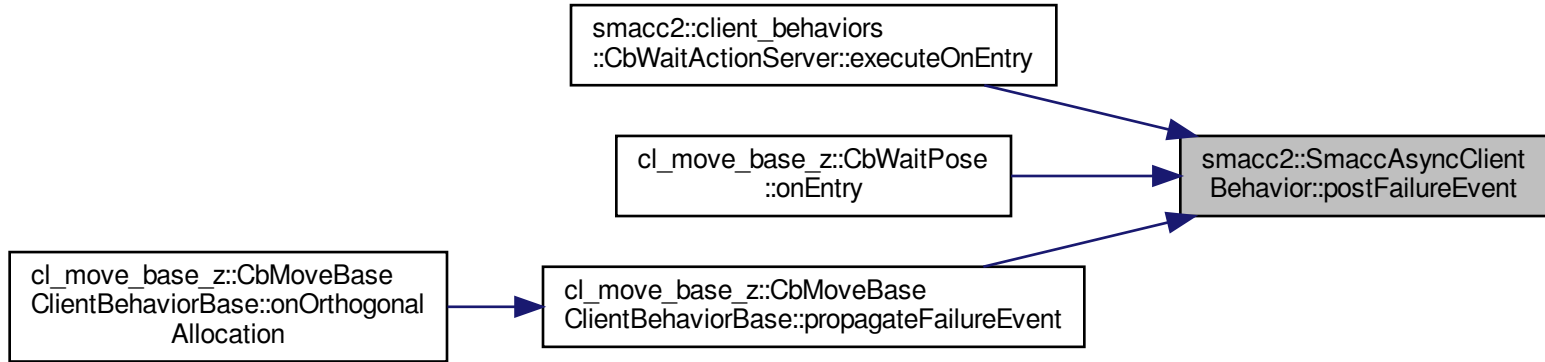 smacc2::client_behaviors
::CbWaitActionServer::executeOnEntry
cl_move_base_z::CbWaitPose
::onEntry
smacc2::SmaccAsyncClient
Behavior::postFailureEvent
cl_move_base_z::CbMoveBase
ClientBehaviorBase::onOrthogonal
Allocation
cl_move_base_z::CbMoveBase
ClientBehaviorBase::propagateFailureEvent